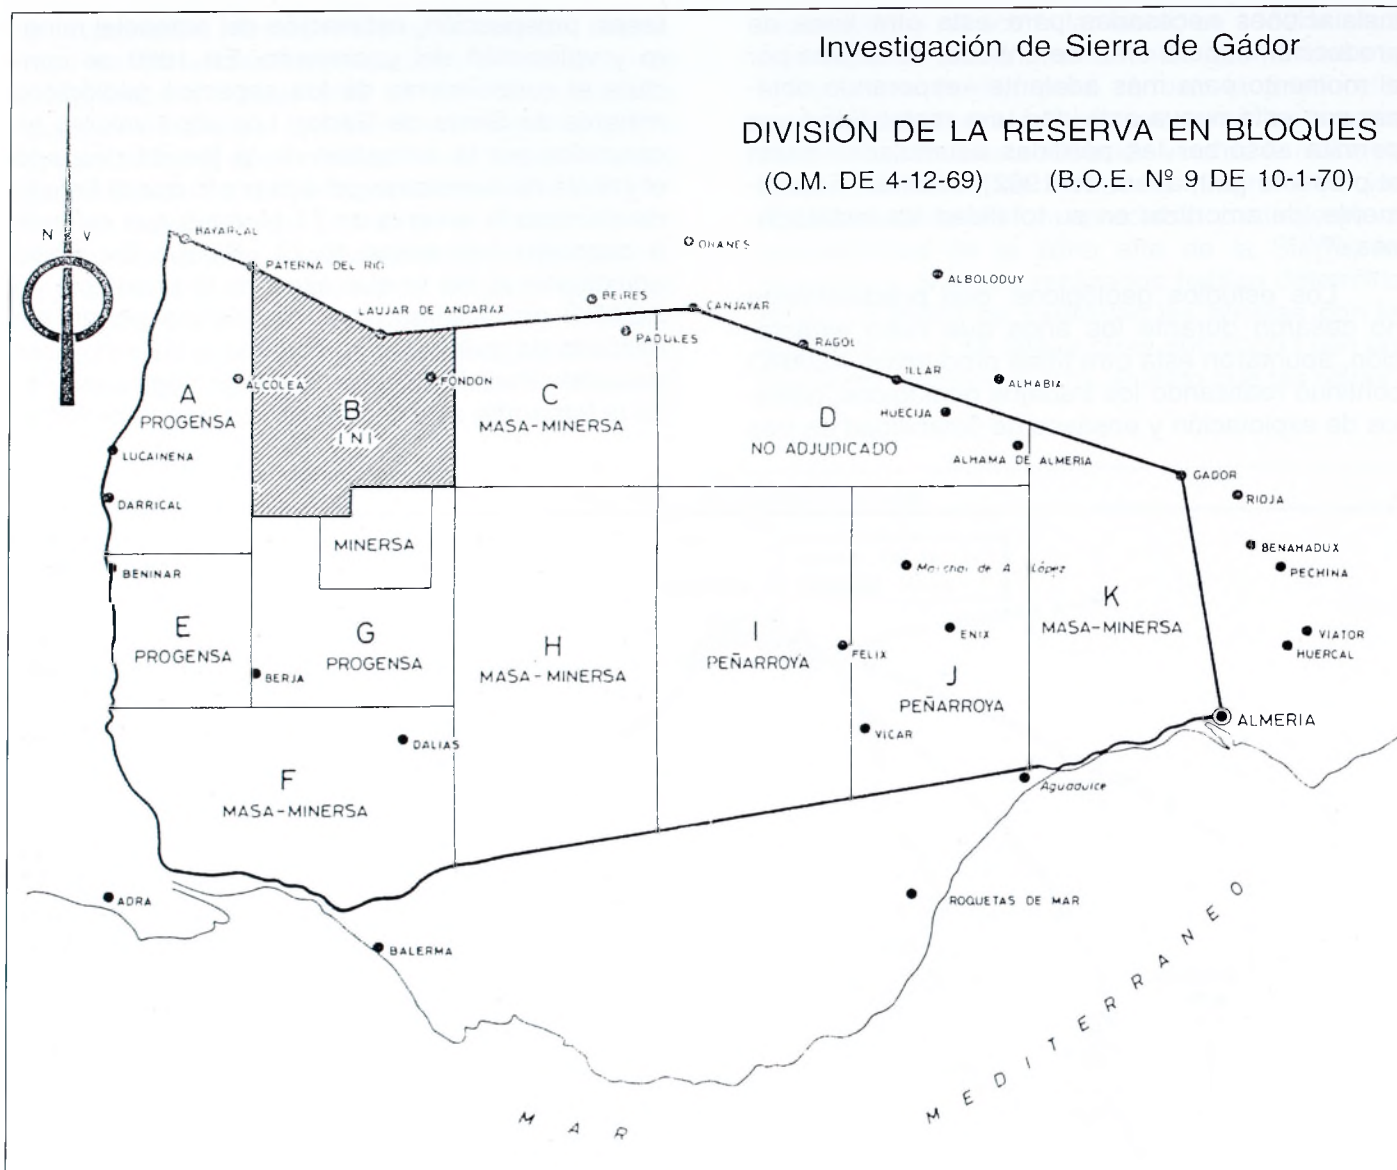 Investigación de Sierra de Gádor
DIVISIÓN DE LA RESERVA EN BLOQUES
(O.M. DE 4-12-69) (B.O.E. Nº 9 DE 10-1-70)
N V
BAYARCAL
OHANES
PATERNA DEL RIO
ALBOLODUY
BEIRES
CANJAYAR
LAUJAR DE ANDARAX
PADULES
RAGOL
ILLAR
ALHABIA
ALCOLEA
FONDON
A
PROGENSA
B
I N I
C
MASA-MINERSA
HUECIJA
D
NO ADJUDICADO
ALHAMA DE ALMERIA
LUCAINENA
GADOR
DARRICAL
RIOJA
MINERSA
BENAHADUX
BENINAR
Marchal de A. López
PECHINA
E
PROGENSA
G
PROGENSA
H
MASA-MINERSA
I
PEÑARROYA
FELIX
ENIX
K
MASA-MINERSA
VIATOR
HUERCAL
BERJA
J
PEÑARROYA
ALMERIA
DALIAS
VICAR
F
MASA-MINERSA
Aguadulce
ADRA
ROQUETAS DE MAR
BALERMA
MAR MEDITERRANEO